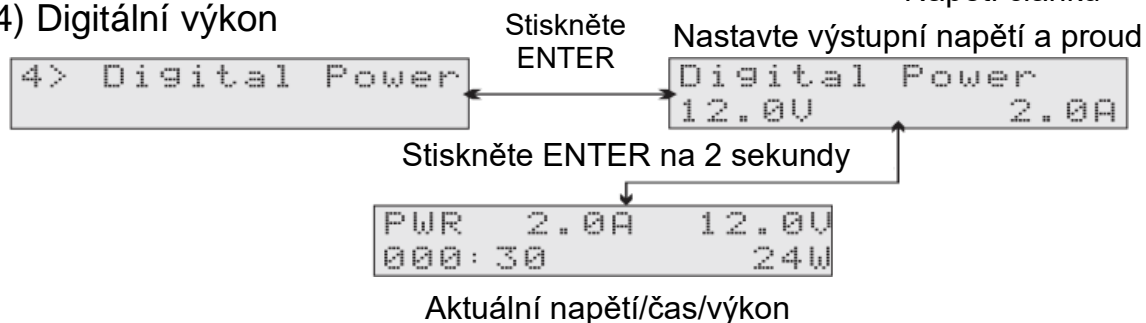 4) Digitální výkon
Stiskněte
ENTER
Nastavte výstupní napětí a proud
4> Digital Power
Digital Power
12.0V 2.0A
Stiskněte ENTER na 2 sekundy
PWR 2.0A 12.0V
000:30 24W
Aktuální napětí/čas/výkon